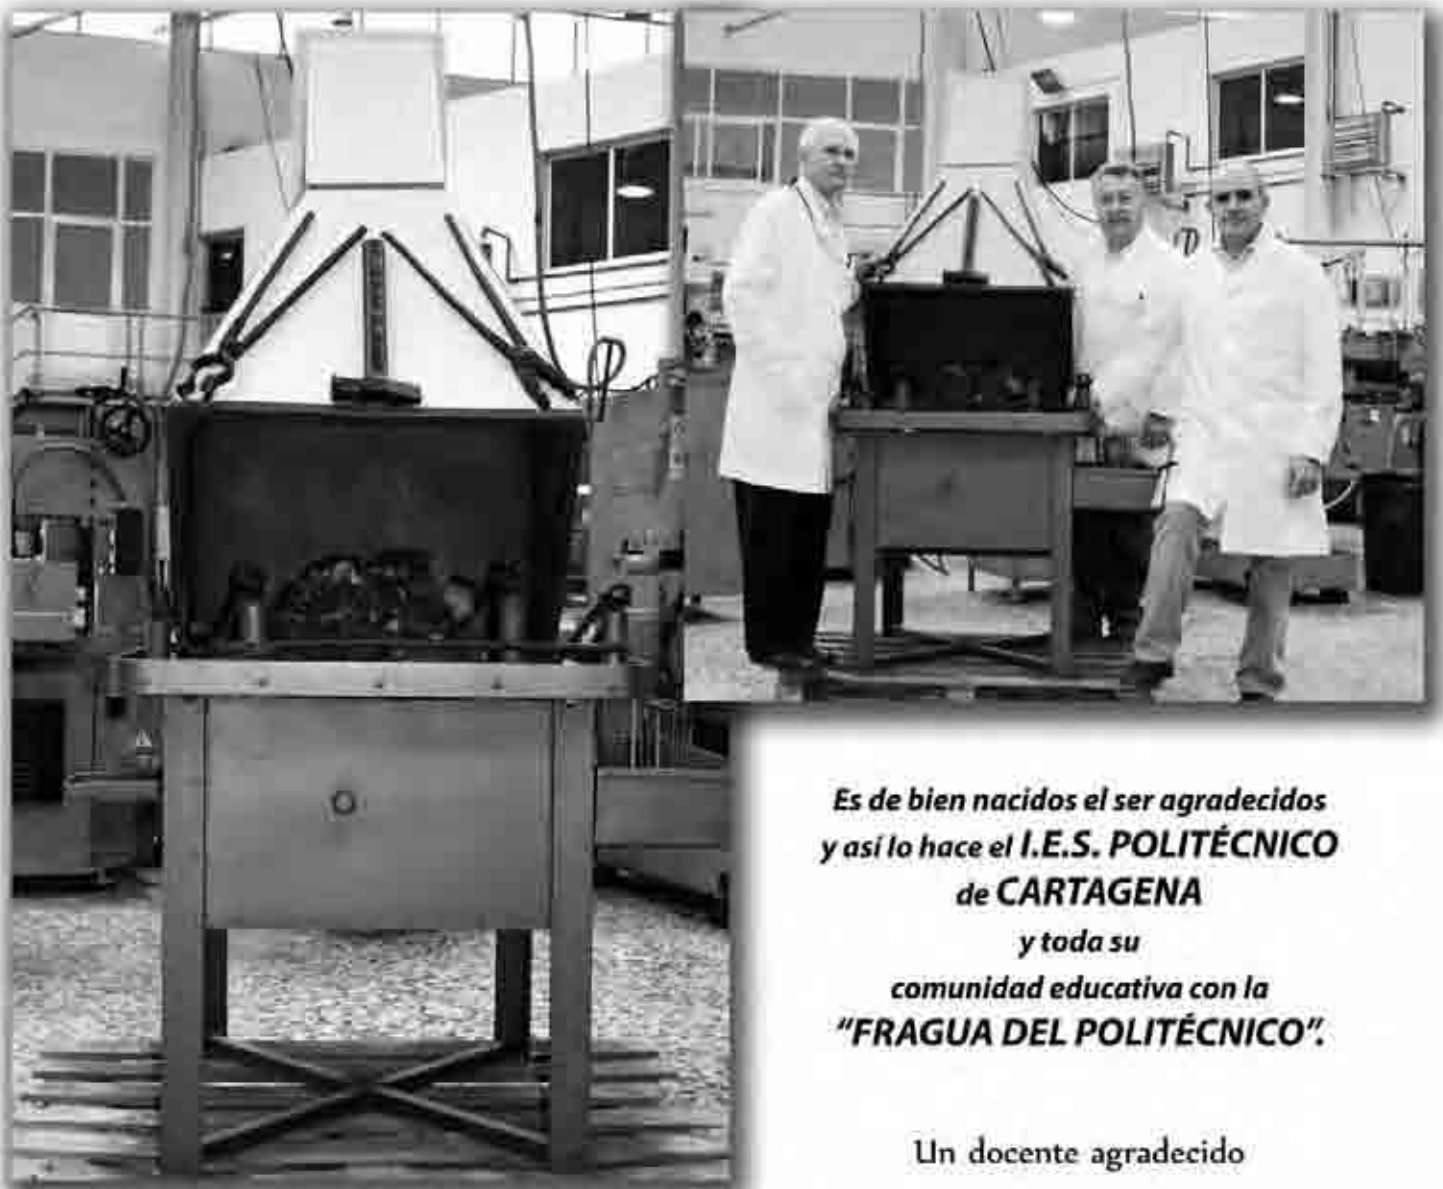 Es de bien nacidos el ser agradecidos
y así lo hace el I.E.S. POLITÉCNICO
de CARTAGENA
y toda su
comunidad educativa con la
“FRAGUA DEL POLITÉCNICO”.
Un docente agradecido